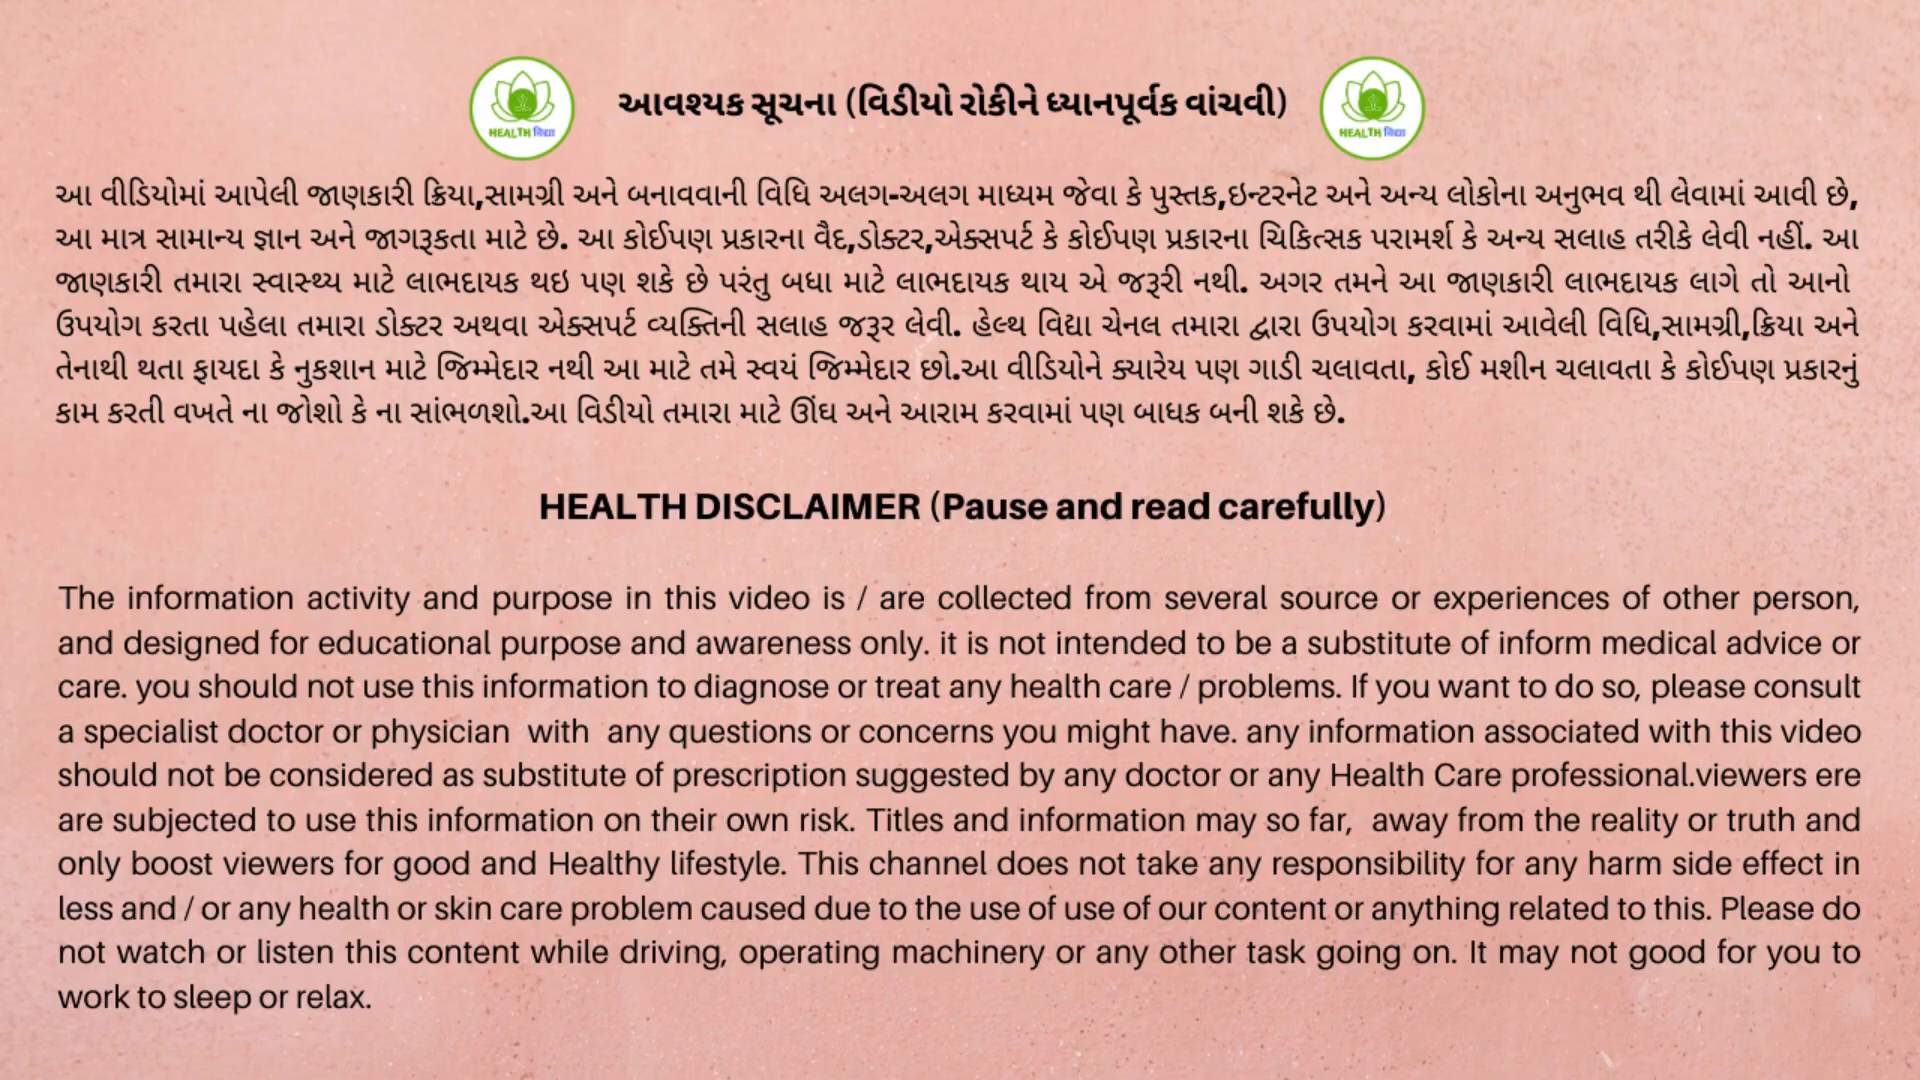 આવશ્યક સૂચના (વિડીયો રોકીને ધ્યાનપૂર્વક વાંચવી)
HEALTH विद्या
HEALTH विद्या
આ વીડિયોમાં આપેલી જાણકારી ક્રિયા,સામગ્રી અને બનાવવાની વિધિ અલગ-અલગ માધ્યમ જેવા કે પુસ્તક,ઇન્ટરનેટ અને અન્ય લોકોના અનુભવ થી લેવામાં આવી છે,
આ માત્ર સામાન્ય જ્ઞાન અને જાગરૂકતા માટે છે. આ કોઈપણ પ્રકારના વૈદ,ડોક્ટર,એક્સપર્ટ કે કોઈપણ પ્રકારના ચિકિત્સક પરામર્શ કે અન્ય સલાહ તરીકે લેવી નહીં. આ
જાણકારી તમારા સ્વાસ્થ્ય માટે લાભદાયક થઇ પણ શકે છે પરંતુ બધા માટે લાભદાયક થાય એ જરૂરી નથી. અગર તમને આ જાણકારી લાભદાયક લાગે તો આનો
ઉપયોગ કરતા પહેલા તમારા ડોક્ટર અથવા એક્સપર્ટ વ્યક્તિની સલાહ જરૂર લેવી. હેલ્થ વિદ્યા ચેનલ તમારા દ્વારા ઉપયોગ કરવામાં આવેલી વિધિ,સામગ્રી,ક્રિયા અને
તેનાથી થતા ફાયદા કે નુકશાન માટે જિમ્મેદાર નથી આ માટે તમે સ્વયં જિમ્મેદાર છો.આ વીડિયોને ક્યારેય પણ ગાડી ચલાવતા, કોઈ મશીન ચલાવતા કે કોઈપણ પ્રકારનું
કામ કરતી વખતે ના જોશો કે ના સાંભળશો.આ વિડીયો તમારા માટે ઊંઘ અને આરામ કરવામાં પણ બાધક બની શકે છે.
HEALTH DISCLAIMER (Pause and read carefully)
The information activity and purpose in this video is / are collected from several source or experiences of other person,
and designed for educational purpose and awareness only. it is not intended to be a substitute of inform medical advice or
care. you should not use this information to diagnose or treat any health care / problems. If you want to do so, please consult
a specialist doctor or physician with any questions or concerns you might have. any information associated with this video
should not be considered as substitute of prescription suggested by any doctor or any Health Care professional.viewers ere
are subjected to use this information on their own risk. Titles and information may so far, away from the reality or truth and
only boost viewers for good and Healthy lifestyle. This channel does not take any responsibility for any harm side effect in
less and / or any health or skin care problem caused due to the use of use of our content or anything related to this. Please do
not watch or listen this content while driving, operating machinery or any other task going on. It may not good for you to
work to sleep or relax.